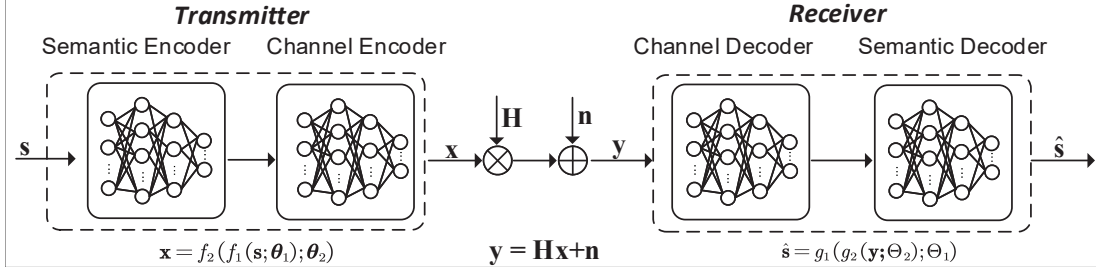 Transmitter
Receiver
Semantic Encoder
Channel Encoder
Channel Decoder
Semantic Decoder
s
x
H
n
y
ŝ
𝐱 = f₂(f₁(𝐬;𝜽₁);𝜽₂)
y = Hx+n
ŝ = g₁(g₂(𝐲;Θ₂);Θ₁)